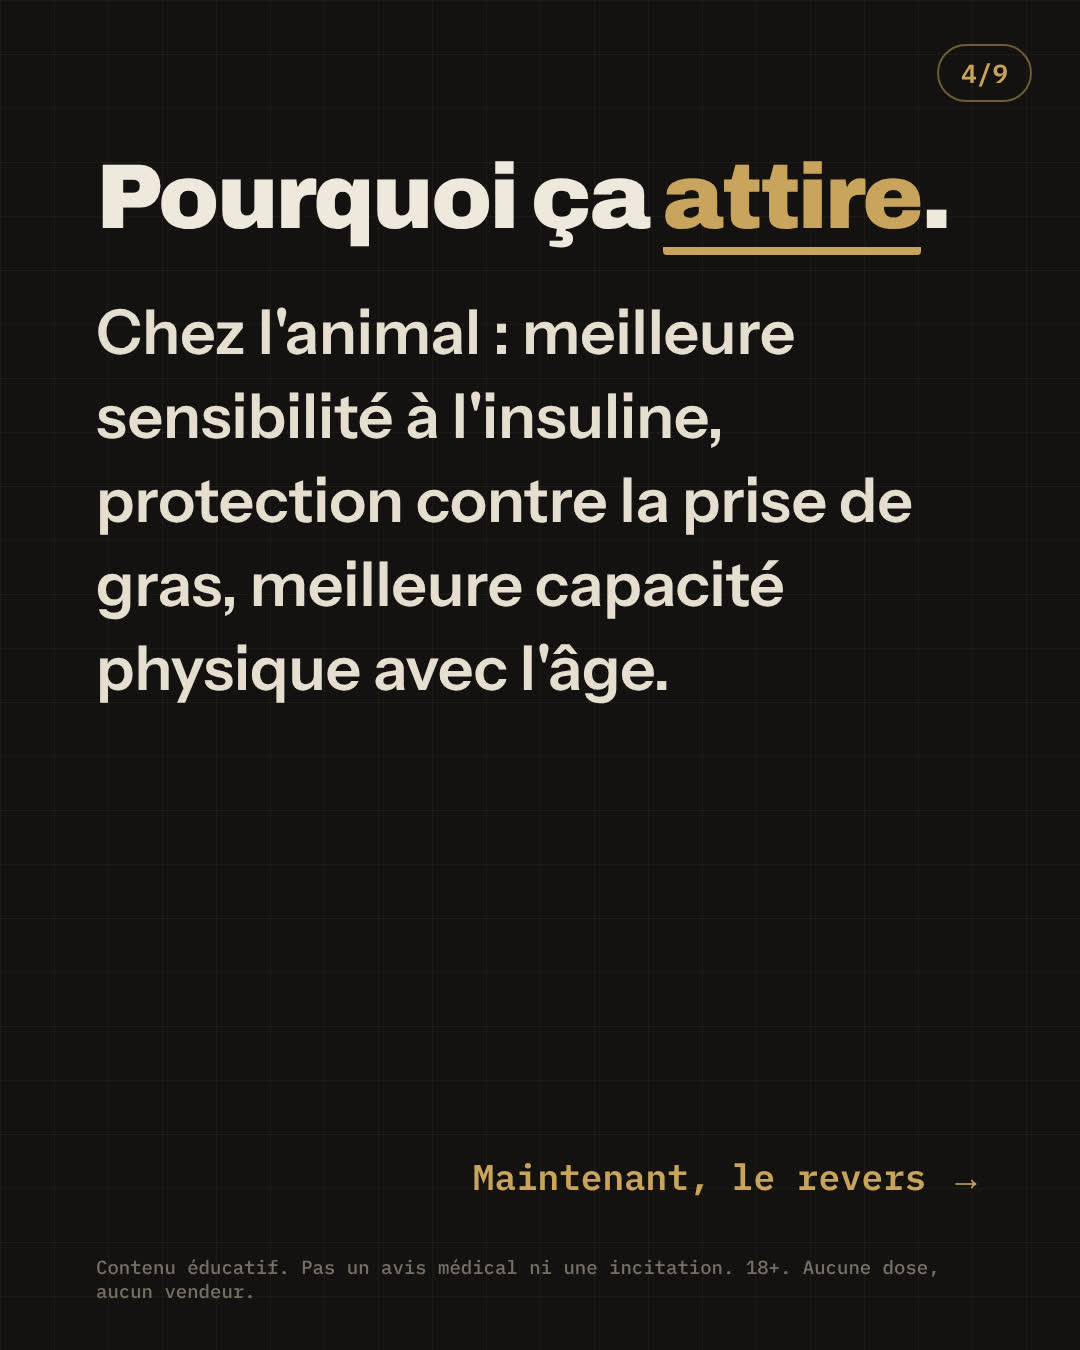 4/9
Pourquoi ça attire.
Chez l'animal : meilleure
sensibilité à l'insuline,
protection contre la prise de
gras, meilleure capacité
physique avec l'âge.
Maintenant, le revers →
Contenu éducatif. Pas un avis médical ni une incitation. 18+. Aucune dose,
aucun vendeur.